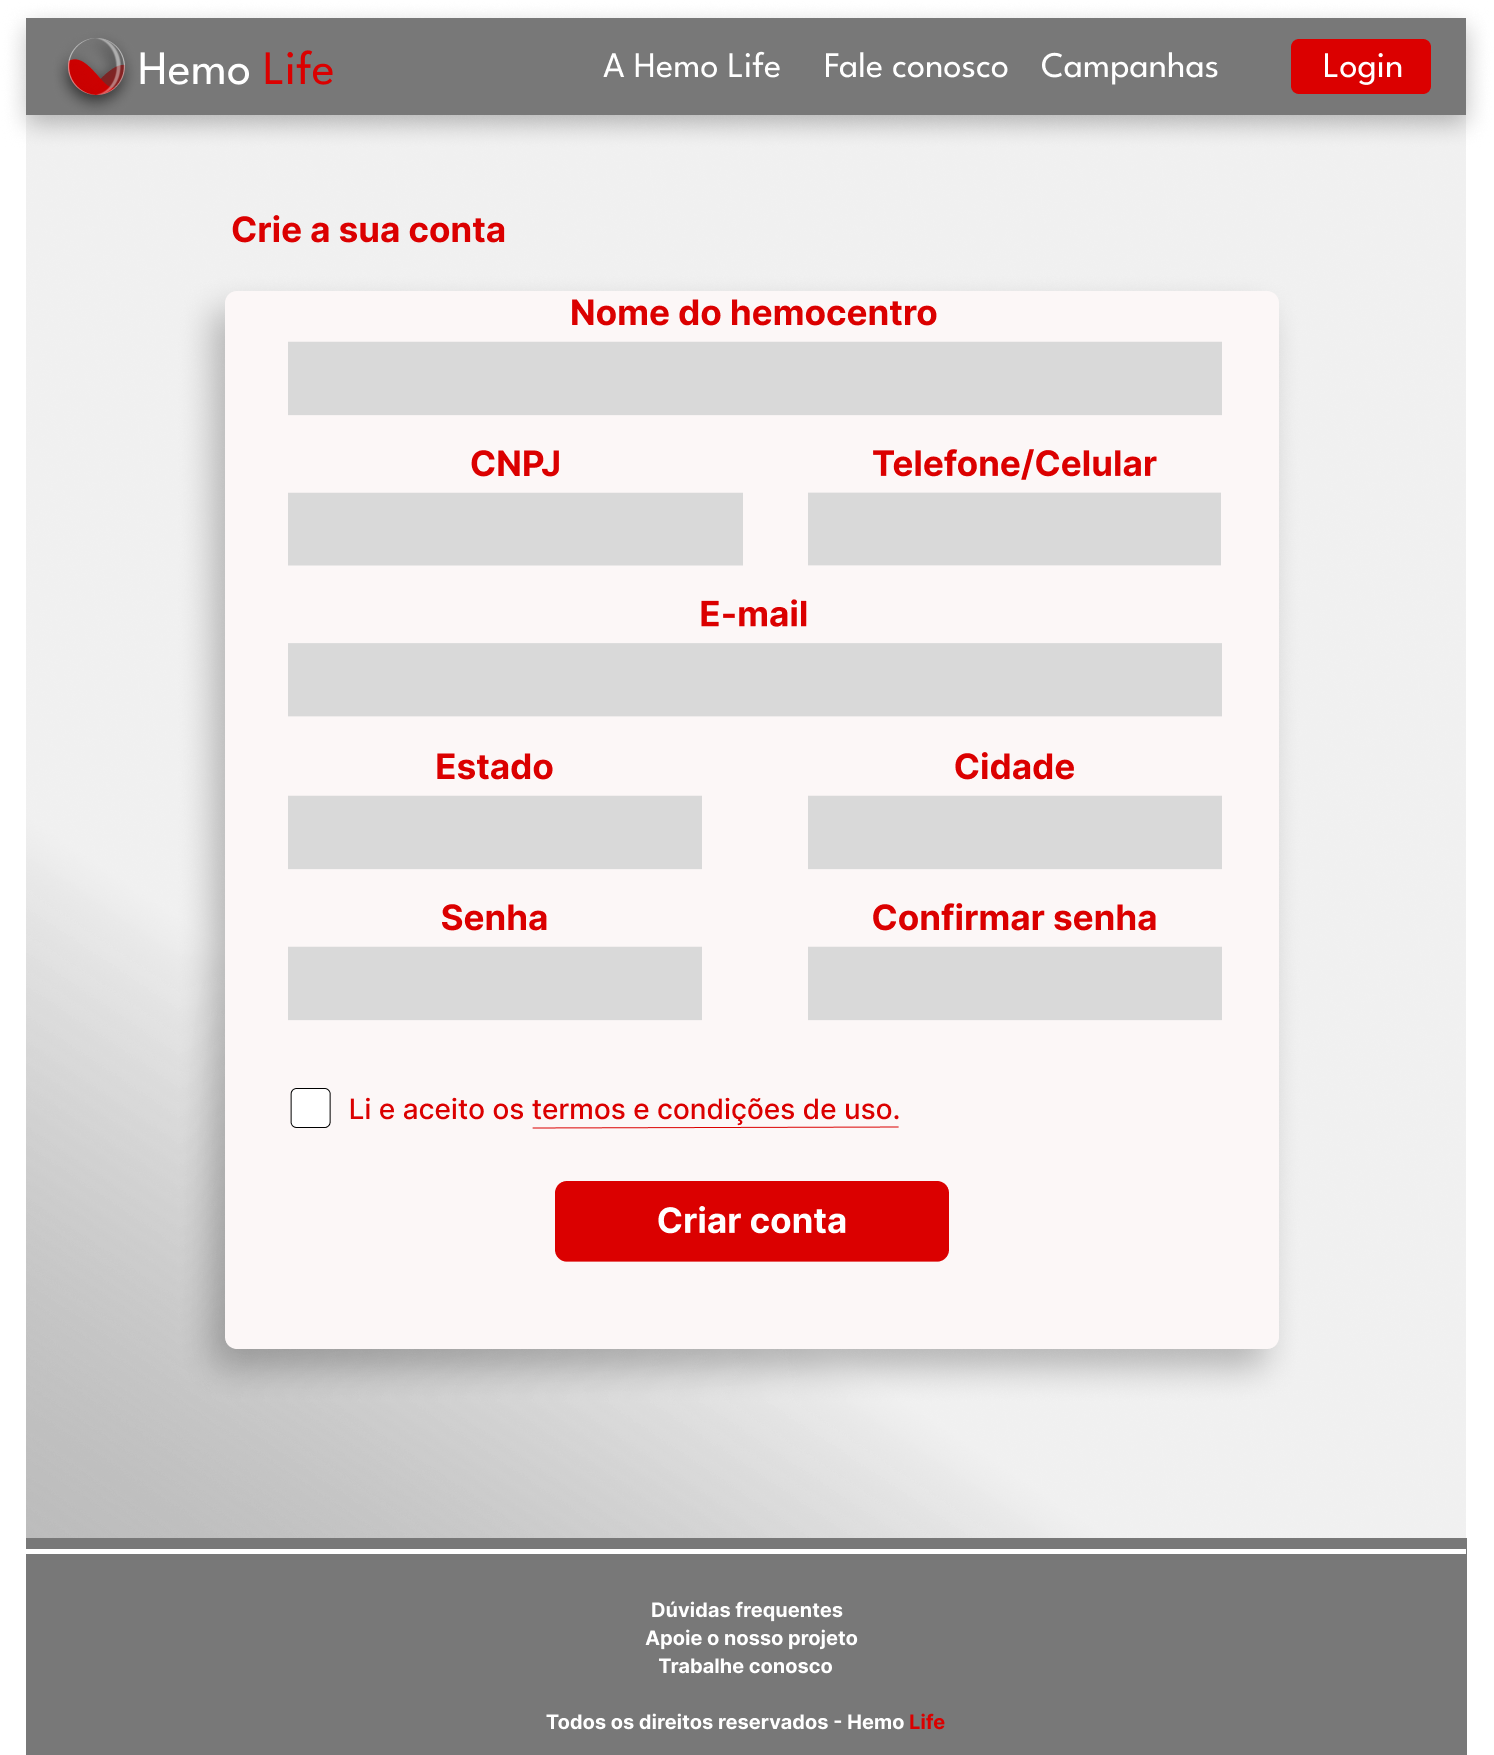 Hemo Life A Hemo Life Fale conosco Campanhas Login
Crie a sua conta
Nome do hemocentro
CNPJ Telefone/Celular
E-mail
Estado Cidade
Senha Confirmar senha
Li e aceito os termos e condições de uso.
Criar conta
Dúvidas frequentes
Apoie o nosso projeto
Trabalhe conosco
Todos os direitos reservados - Hemo Life